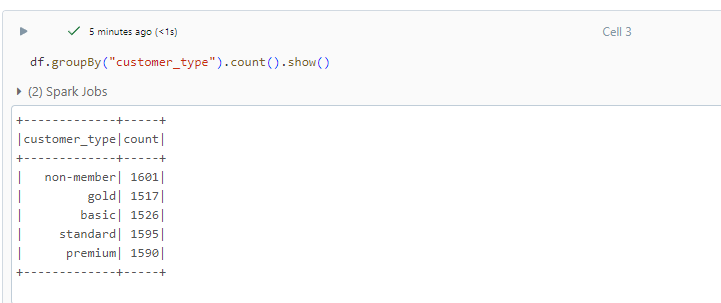 5 minutes ago (<1s) Cell 3
df.groupBy("customer_type").count().show()
(2) Spark Jobs
+-------------+-----+
|customer_type|count|
+-------------+-----+
|   non-member| 1601|
|         gold| 1517|
|        basic| 1526|
|     standard| 1595|
|      premium| 1590|
+-------------+-----+